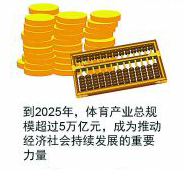 到2025年，体育产业总规
模超过5万亿元，成为推动
经济社会持续发展的重要
力量